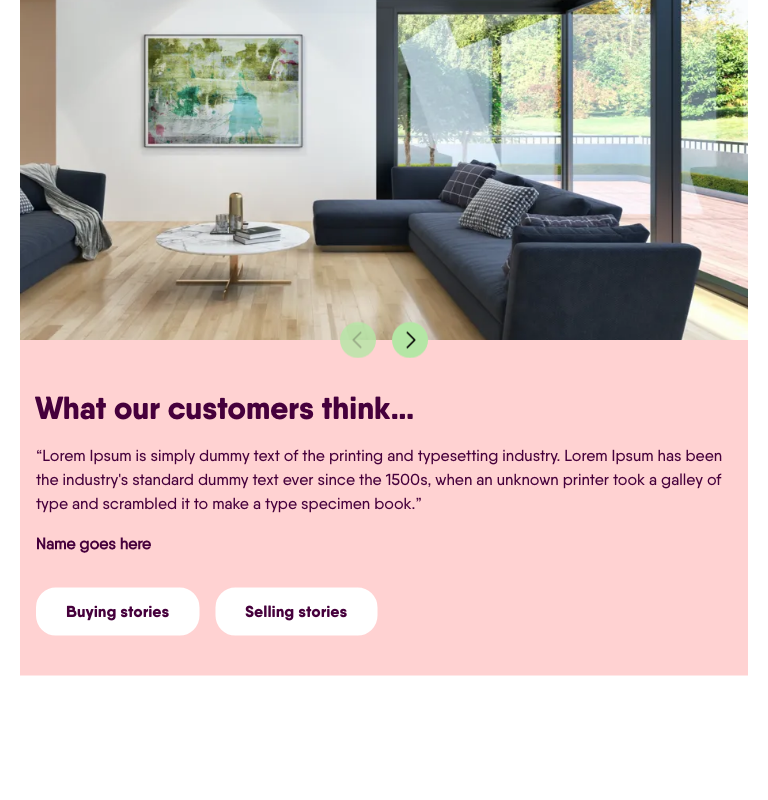 What our customers think...
“Lorem Ipsum is simply dummy text of the printing and typesetting industry. Lorem Ipsum has been
the industry's standard dummy text ever since the 1500s, when an unknown printer took a galley of
type and scrambled it to make a type specimen book.”
Name goes here
Buying stories
Selling stories